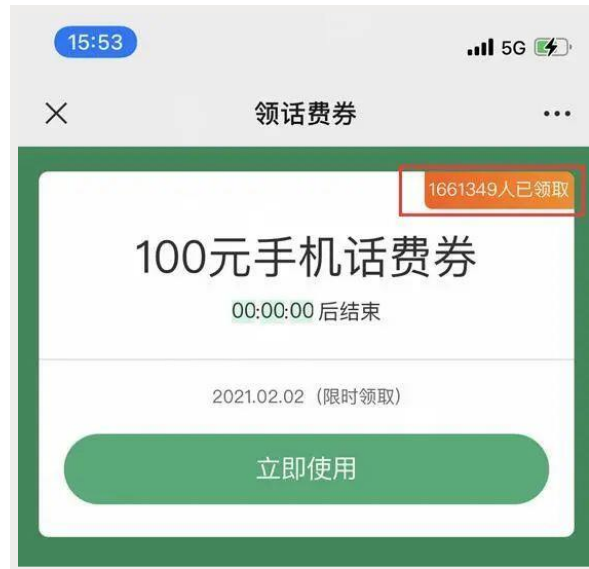 15:53
5G
领话费券
1661349人已领取
100元手机话费券
00:00:00 后结束
2021.02.02（限时领取）
立即使用